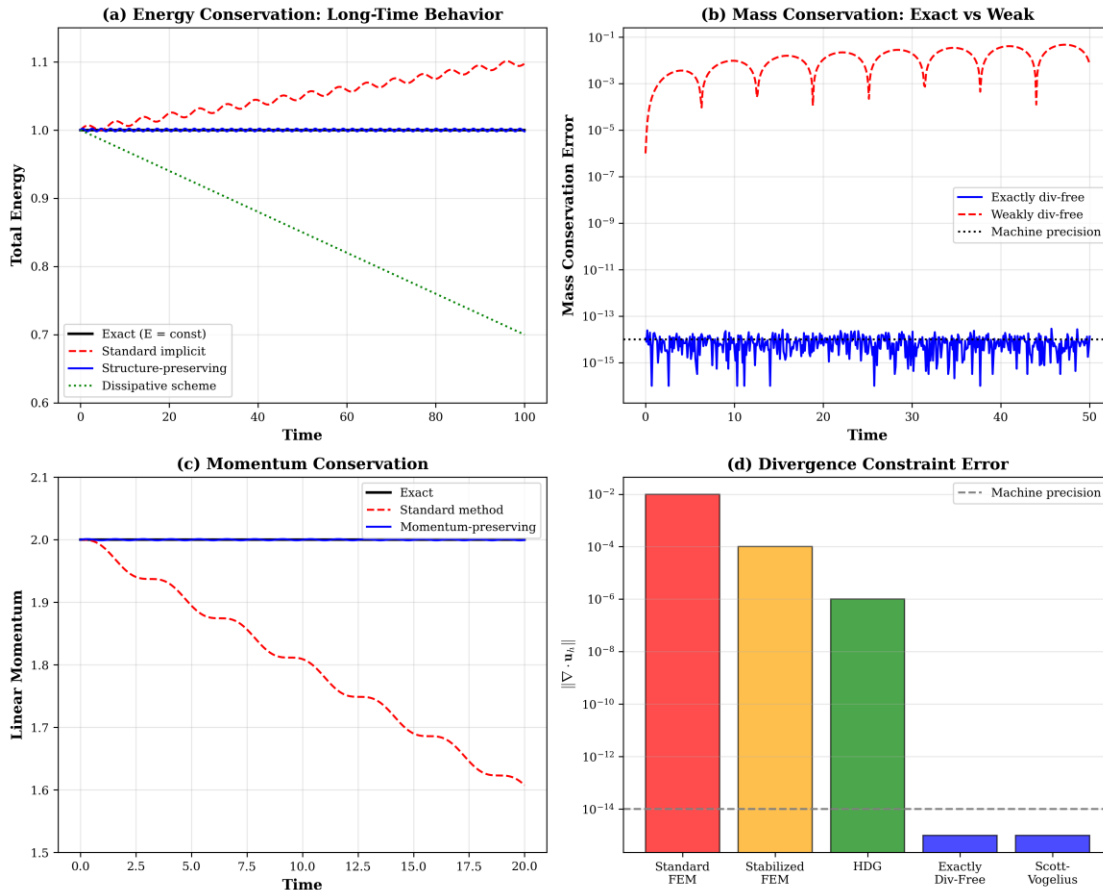 (a) Energy Conservation: Long-Time Behavior
Total Energy
1.1
1.0
0.9
0.8
0.7
0.6
Exact (E = const)
Standard implicit
Structure-preserving
Dissipative scheme
0 20 40 60 80 100
Time
(b) Mass Conservation: Exact vs Weak
Mass Conservation Error
10⁻¹
10⁻³
10⁻⁵
10⁻⁷
10⁻⁹
10⁻¹¹
10⁻¹³
10⁻¹⁵
Exactly div-free
Weakly div-free
Machine precision
0 10 20 30 40 50
Time
(c) Momentum Conservation
Linear Momentum
2.1
2.0
1.9
1.8
1.7
1.6
1.5
Exact
Standard method
Momentum-preserving
0.0 2.5 5.0 7.5 10.0 12.5 15.0 17.5 20.0
Time
(d) Divergence Constraint Error
‖∇ · 𝐮ₕ‖
10⁻²
10⁻⁴
10⁻⁶
10⁻⁸
10⁻¹⁰
10⁻¹²
10⁻¹⁴
Machine precision
Standard FEM
Stabilized FEM
HDG
Exactly Div-Free
Scott-Vogelius